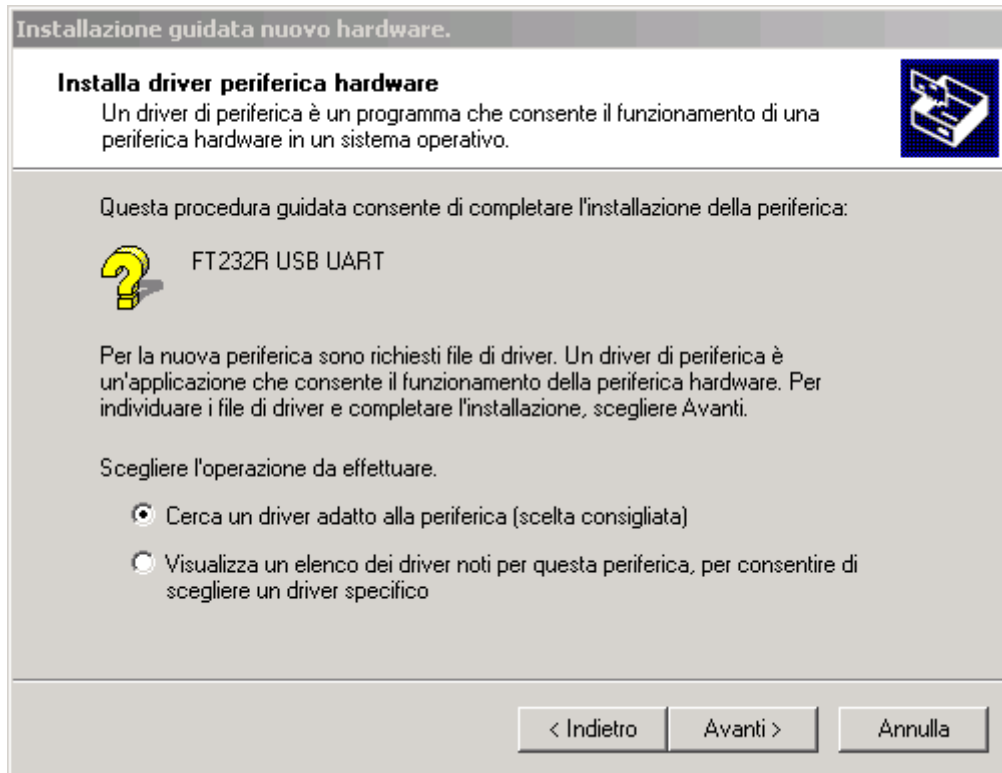 Installazione guidata nuovo hardware.
Installa driver periferica hardware
Un driver di periferica è un programma che consente il funzionamento di una
periferica hardware in un sistema operativo.
Questa procedura guidata consente di completare l'installazione della periferica:
FT232R USB UART
Per la nuova periferica sono richiesti file di driver. Un driver di periferica è
un'applicazione che consente il funzionamento della periferica hardware. Per
individuare i file di driver e completare l'installazione, scegliere Avanti.
Scegliere l'operazione da effettuare.
Cerca un driver adatto alla periferica (scelta consigliata)
Visualizza un elenco dei driver noti per questa periferica, per consentire di
scegliere un driver specifico
< Indietro Avanti > Annulla